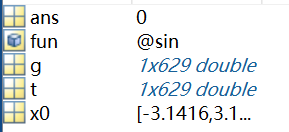 ans 0
fun @sin
g 1x629 double
t 1x629 double
x0 [-3.1416,3.1...